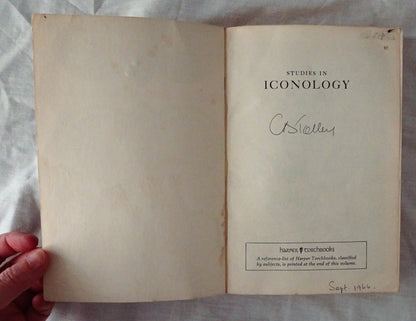 STUDIES IN
ICONOLOGY
harper torchbooks
A reference-list of Harper Torchbooks, classified
by subjects, is printed at the end of this volume.
Sept 1966.